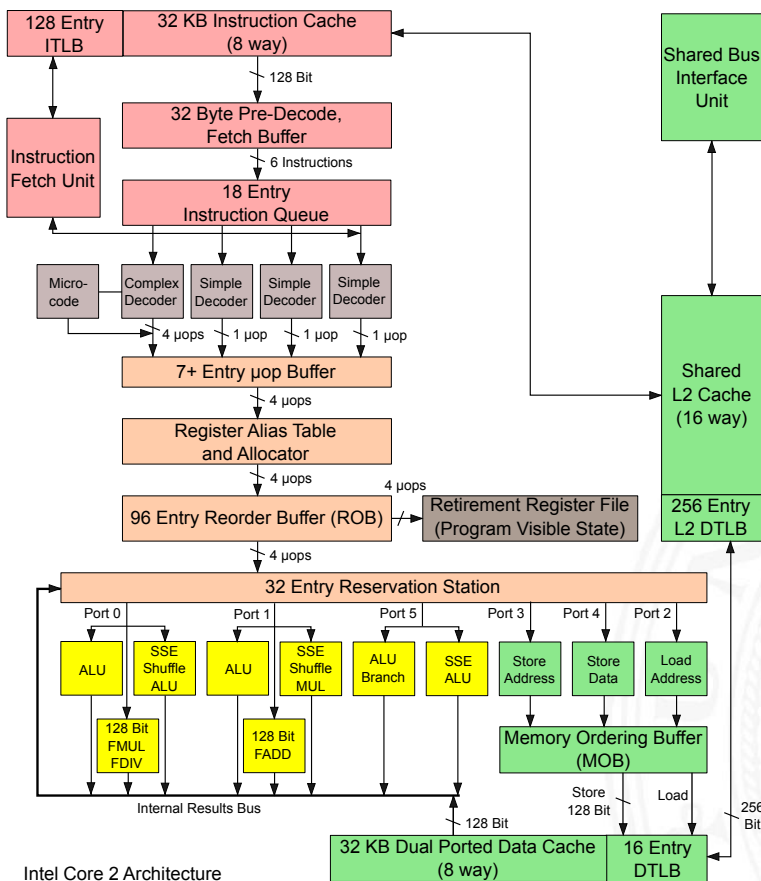 128 Entry
ITLB
32 KB Instruction Cache
(8 way)
128 Bit
Shared Bus
Interface
Unit
32 Byte Pre-Decode,
Fetch Buffer
Instruction
Fetch Unit
6 Instructions
18 Entry
Instruction Queue
Micro-
code
Complex
Decoder
Simple
Decoder
Simple
Decoder
Simple
Decoder
4 µops
1 µop
1 µop
1 µop
7+ Entry µop Buffer
4 µops
Register Alias Table
and Allocator
4 µops
Shared
L2 Cache
(16 way)
96 Entry Reorder Buffer (ROB)
4 µops
Retirement Register File
(Program Visible State)
256 Entry
L2 DTLB
4 µops
32 Entry Reservation Station
Port 0
Port 1
Port 5
Port 3
Port 4
Port 2
ALU
SSE
Shuffle
ALU
ALU
SSE
Shuffle
MUL
ALU
Branch
SSE
ALU
Store
Address
Store
Data
Load
Address
128 Bit
FMUL
FDIV
128 Bit
FADD
Memory Ordering Buffer
(MOB)
Internal Results Bus
Store
128 Bit
Load
128 Bit
256
Bit
32 KB Dual Ported Data Cache
(8 way)
16 Entry
DTLB
Intel Core 2 Architecture